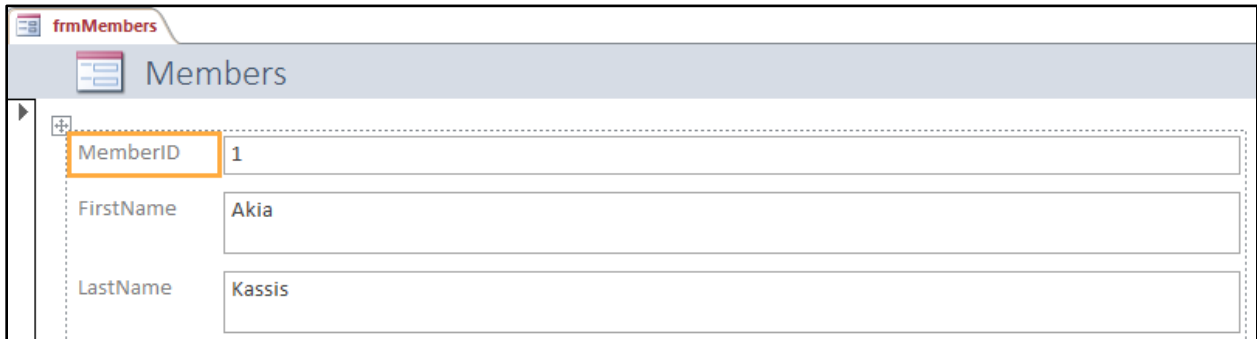 frmMembers
Members
MemberID 1
FirstName Akia
LastName Kassis